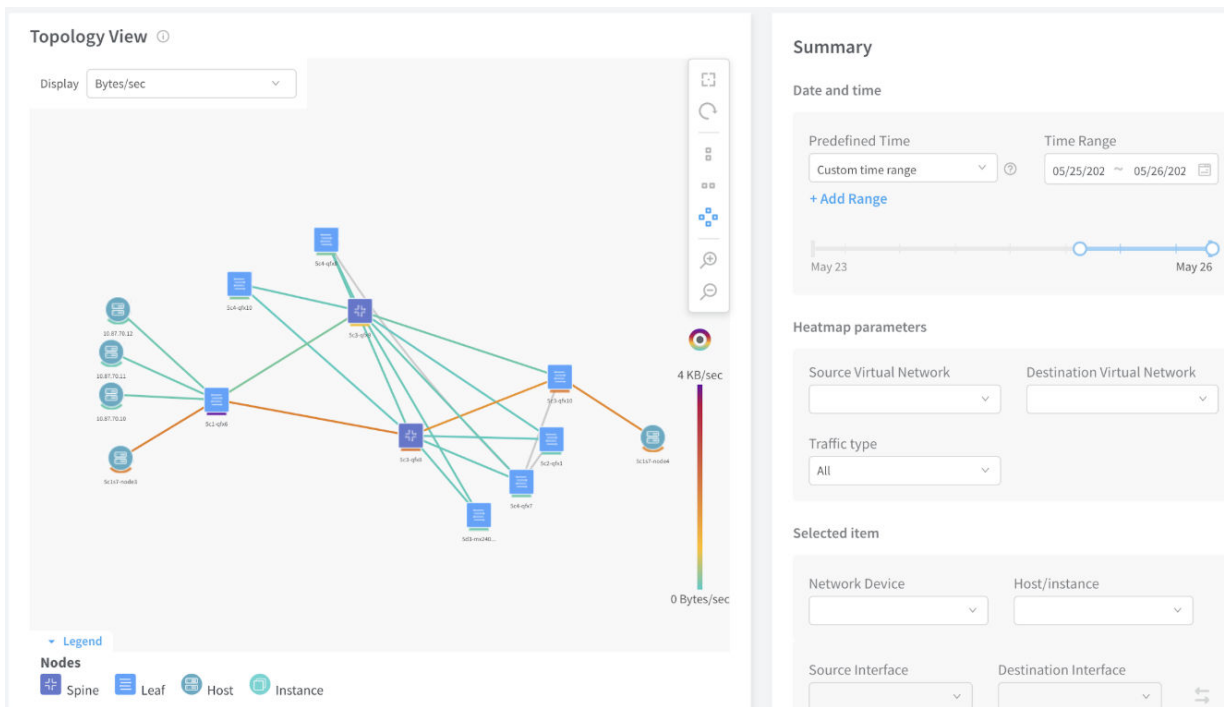 Topology View
Display Bytes/sec
5c4-qfx10
10.87.70.12
10.87.70.11
10.87.70.10
5c1-qfx6
5c2-qfx1
5c6-qfx7
4 KB/sec
0 Bytes/sec
Legend
Nodes
Spine Leaf Host Instance
Summary
Date and time
Predefined Time Time Range
Custom time range 05/25/202 ~ 05/26/202
+ Add Range
May 23 May 26
Heatmap parameters
Source Virtual Network Destination Virtual Network
Traffic type
All
Selected item
Network Device Host/instance
Source Interface Destination Interface